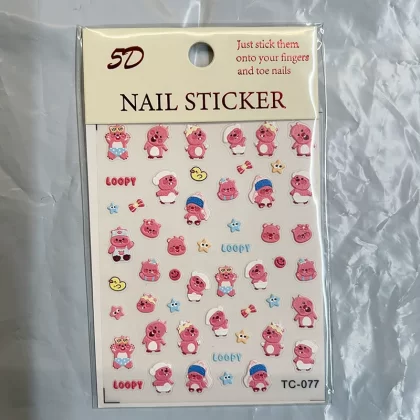 5D
Just stick them
onto your fingers
and toe nails
NAIL STICKER
LOOPY
LOOPY
LOOPY
LOOPY
TC-077